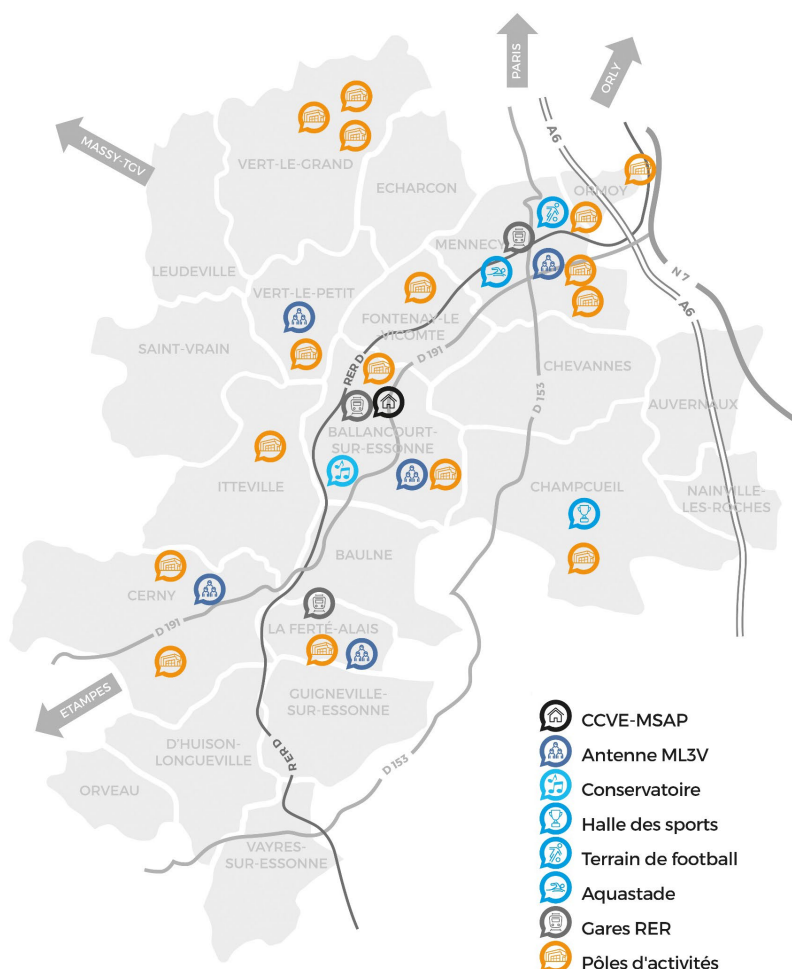 PARIS
ORLY
MASSY-TGV
A6
VERT-LE-GRAND
ECHARCON
ORMOY
MENNECY
LEUDEVILLE
N7
VERT-LE-PETIT
A6
FONTENAY-LE
VICOMTE
SAINT-VRAIN
D 191
RER D
CHEVANNES
D 153
AUVERNAUX
BALLANCOURT-
SUR-ESSONNE
ITTEVILLE
CHAMPCUEIL
NAINVILLE-
LES-ROCHES
BAULNE
CERNY
D 191
LA FERTÉ-ALAIS
ETAMPES
GUIGNEVILLE-
SUR-ESSONNE
D'HUISON-
LONGUEVILLE
RER D
D 153
ORVEAU
VAYRES-
SUR-ESSONNE
CCVE-MSAP
Antenne ML3V
Conservatoire
Halle des sports
Terrain de football
Aquastade
Gares RER
Pôles d'activités